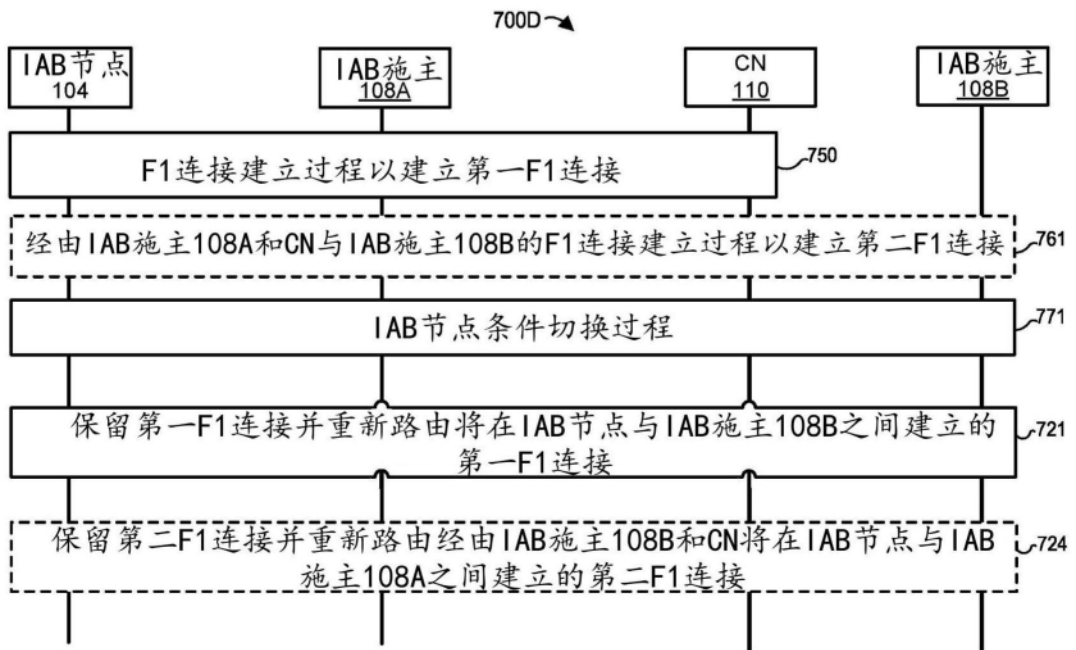 700D
IAB节点
104
IAB施主
108A
CN
110
IAB施主
108B
F1连接建立过程以建立第一F1连接
750
经由IAB施主108A和CN与IAB施主108B的F1连接建立过程以建立第二F1连接
761
IAB节点条件切换过程
771
保留第一F1连接并重新路由将在IAB节点与IAB施主108B之间建立的
第一F1连接
721
保留第二F1连接并重新路由经由IAB施主108B和CN将在IAB节点与IAB
施主108A之间建立的第二F1连接
724